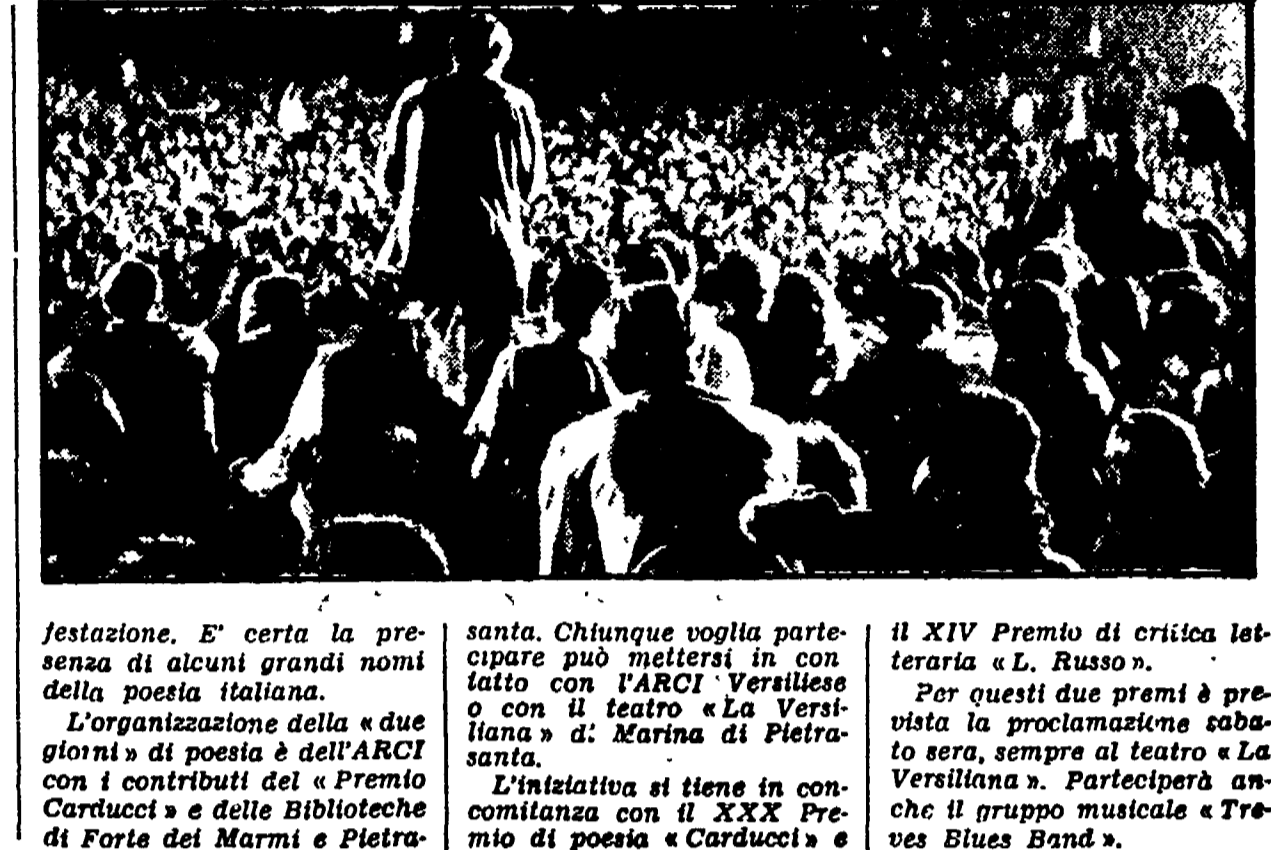 festazione. E' certa la pre-
senza di alcuni grandi nomi
della poesia italiana.
L'organizzazione della « due
giorni » di poesia è dell'ARCI
con i contributi del « Premio
Carducci » e delle Biblioteche
di Forte dei Marmi e Pietra-
santa. Chiunque voglia parte-
cipare può mettersi in con
tatto con l'ARCI Versiliese
o con il teatro « La Versi-
liana » di Marina di Pietra-
santa.
L'iniziativa si tiene in con-
comitanza con il XXX Pre-
mio di poesia « Carducci » e
il XIV Premio di critica let-
teraria « L. Russo ».
Per questi due premi è pre-
vista la proclamazione saba-
to sera, sempre al teatro « La
Versiliana ». Parteciperà an-
che il gruppo musicale « Tre-
ves Blues Band ».